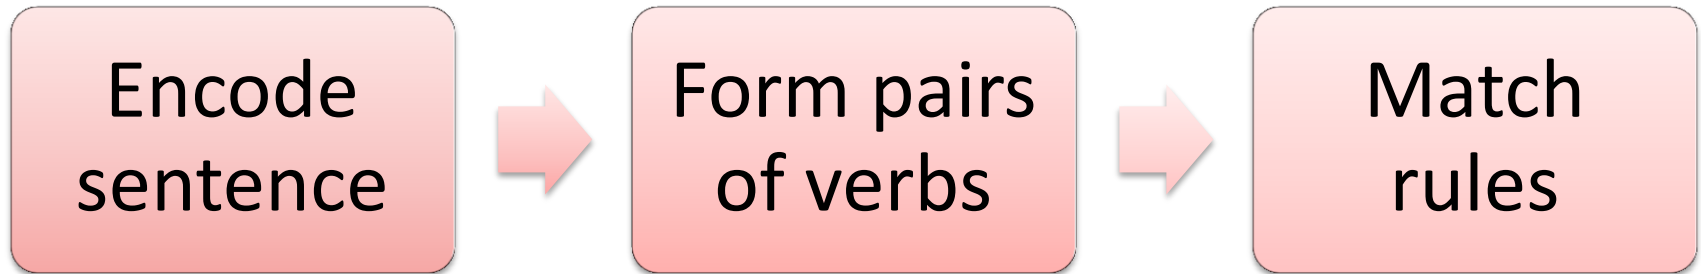 Encode
sentence
Form pairs
of verbs
Match
rules